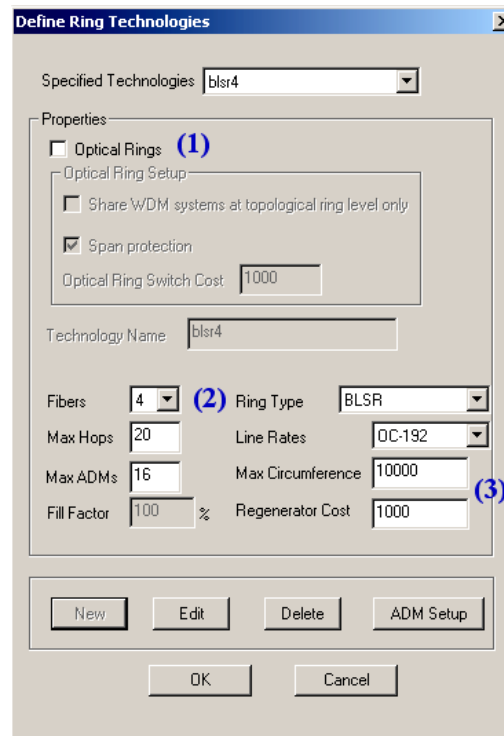 Define Ring Technologies
Specified Technologies blsr4
Properties
Optical Rings (1)
Optical Ring Setup
Share WDM systems at topological ring level only
Span protection
Optical Ring Switch Cost 1000
Technology Name blsr4
Fibers 4 (2) Ring Type BLSR
Max Hops 20 Line Rates OC-192
Max ADMs 16 Max Circumference 10000
(3)
Fill Factor 100 % Regenerator Cost 1000
New Edit Delete ADM Setup
OK Cancel